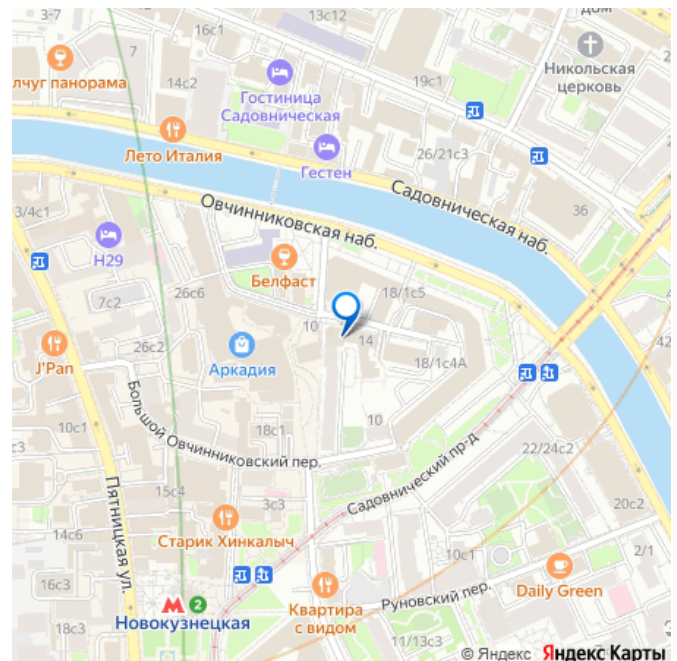 3-7
13с12
дом
7
лчуг панорама
14с2
Гостиница
Садовническая
19с1
Никольская
церковь
Лето Италия
Гестен
26/21с3
Садовническая наб.
36
Овчинниковская наб.
3/4с1
Н29
Белфаст
7с2
26с6
18/1с5
10
14
J'Pan
26с2
Аркадия
18/1с4А
42
Большой Овчинниковский пер.
10с1
18с1
10
Пятницкая ул.
Садовнический пр-д
22/24с2
15с4
3с3
20с2
14с6
Старик Хинкалыч
10с1
2/1
16с3
Daily Green
2
Новокузнецкая
Квартира
с видом
Руновский пер.
18с3
11/13с3
© Яндекс Яндекс Карты